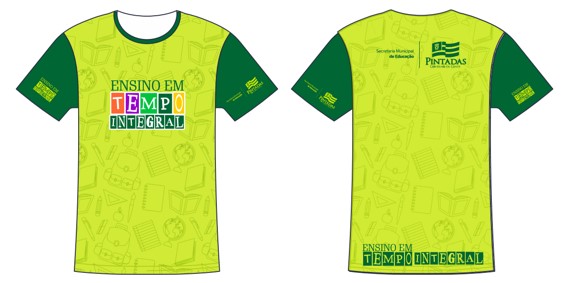 ENSINO EM
TEMPO
INTEGRAL
Secretaria Municipal
de Educação
PINTADAS
ENSINO EM
TEMPO INTEGRAL